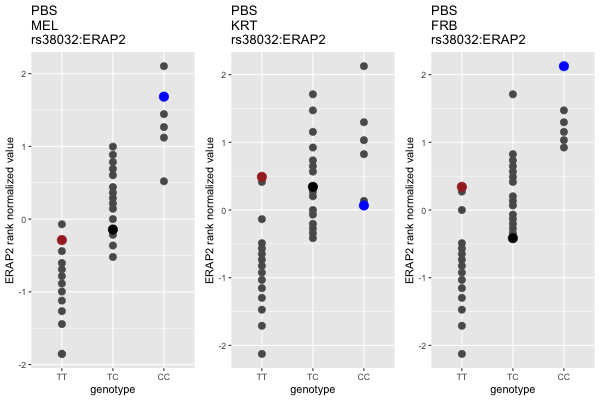 PBS
MEL
rs38032:ERAP2
ERAP2 rank normalized value
2
1
0
-1
-2
TT TC CC
genotype
PBS
KRT
rs38032:ERAP2
ERAP2 rank normalized value
2
1
0
-1
-2
TT TC CC
genotype
PBS
FRB
rs38032:ERAP2
ERAP2 rank normalized value
2
1
0
-1
-2
TT TC CC
genotype